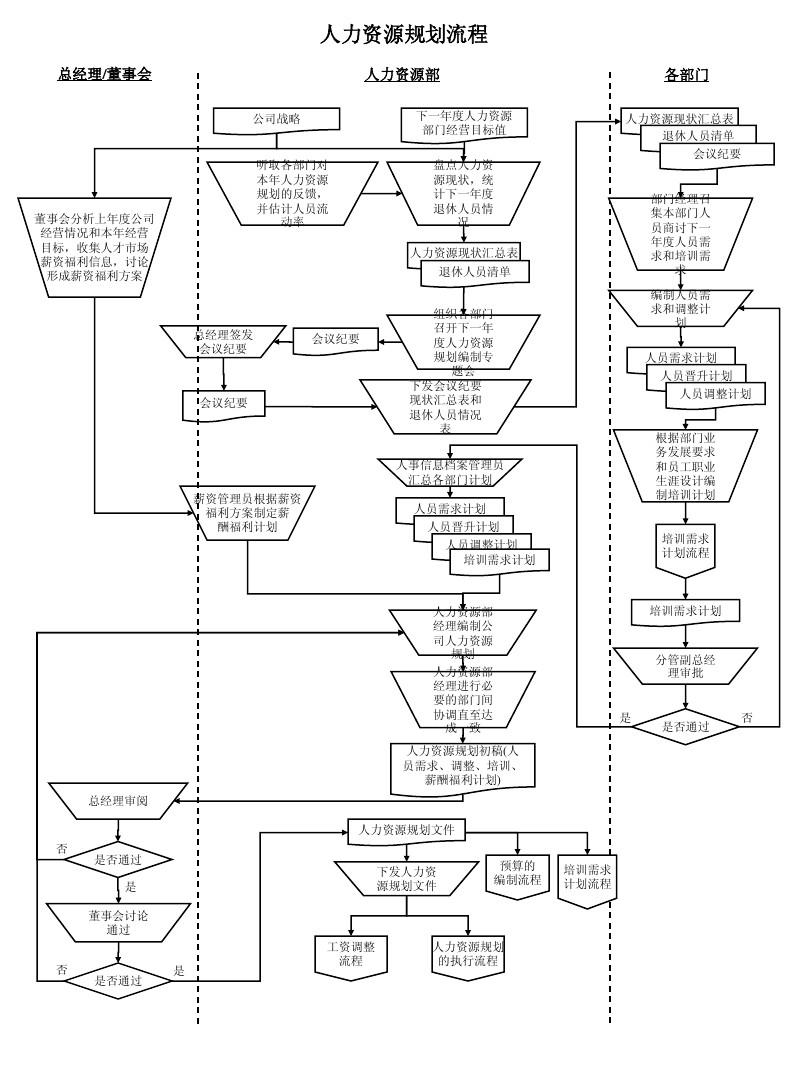 人力资源规划流程
总经理/董事会
人力资源部
各部门
公司战略
下一年度人力资源
部门经营目标值
听取各部门对
本年人力资源
规划的反馈，
并估计人员流
动率
盘点人力资
源现状，统
计下一年度
退休人员情
况
董事会分析上年度公司
经营情况和本年经营
目标，收集人才市场
薪资福利信息，讨论
形成薪资福利方案
人力资源现状汇总表
退休人员清单
组织各部门
召开下一年
度人力资源
规划编制专
题会
会议纪要
总经理签发
会议纪要
会议纪要
下发会议纪要
现状汇总表和
退休人员情况
表
人力资源现状汇总表
退休人员清单
会议纪要
部门经理召
集本部门人
员商讨下一
年度人员需
求和培训需
求
编制人员需
求和调整计
划
人员需求计划
人员晋升计划
人员调整计划
根据部门业
务发展要求
和员工职业
生涯设计编
制培训计划
培训需求
计划流程
培训需求计划
分管副总经
理审批
是否通过
是
否
人事信息档案管理员
汇总各部门计划
人员需求计划
人员晋升计划
人员调整计划
培训需求计划
薪资管理员根据薪资
福利方案制定薪
酬福利计划
人力资源部
经理编制公
司人力资源
规划
人力资源部
经理进行必
要的部门间
协调直至达
成一致
人力资源规划初稿(人
员需求、调整、培训、
薪酬福利计划)
总经理审阅
是否通过
否
是
董事会讨论
通过
是否通过
否
是
人力资源规划文件
下发人力资
源规划文件
预算的
编制流程
培训需求
计划流程
工资调整
流程
人力资源规划
的执行流程